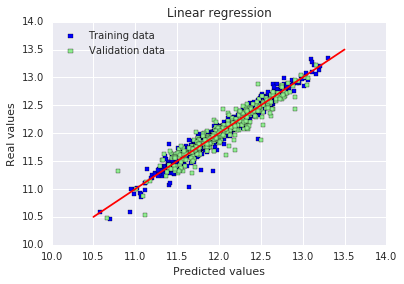 Linear regression
Training data
Validation data
Real values
14.0
13.5
13.0
12.5
12.0
11.5
11.0
10.5
10.0
10.0 10.5 11.0 11.5 12.0 12.5 13.0 13.5 14.0
Predicted values